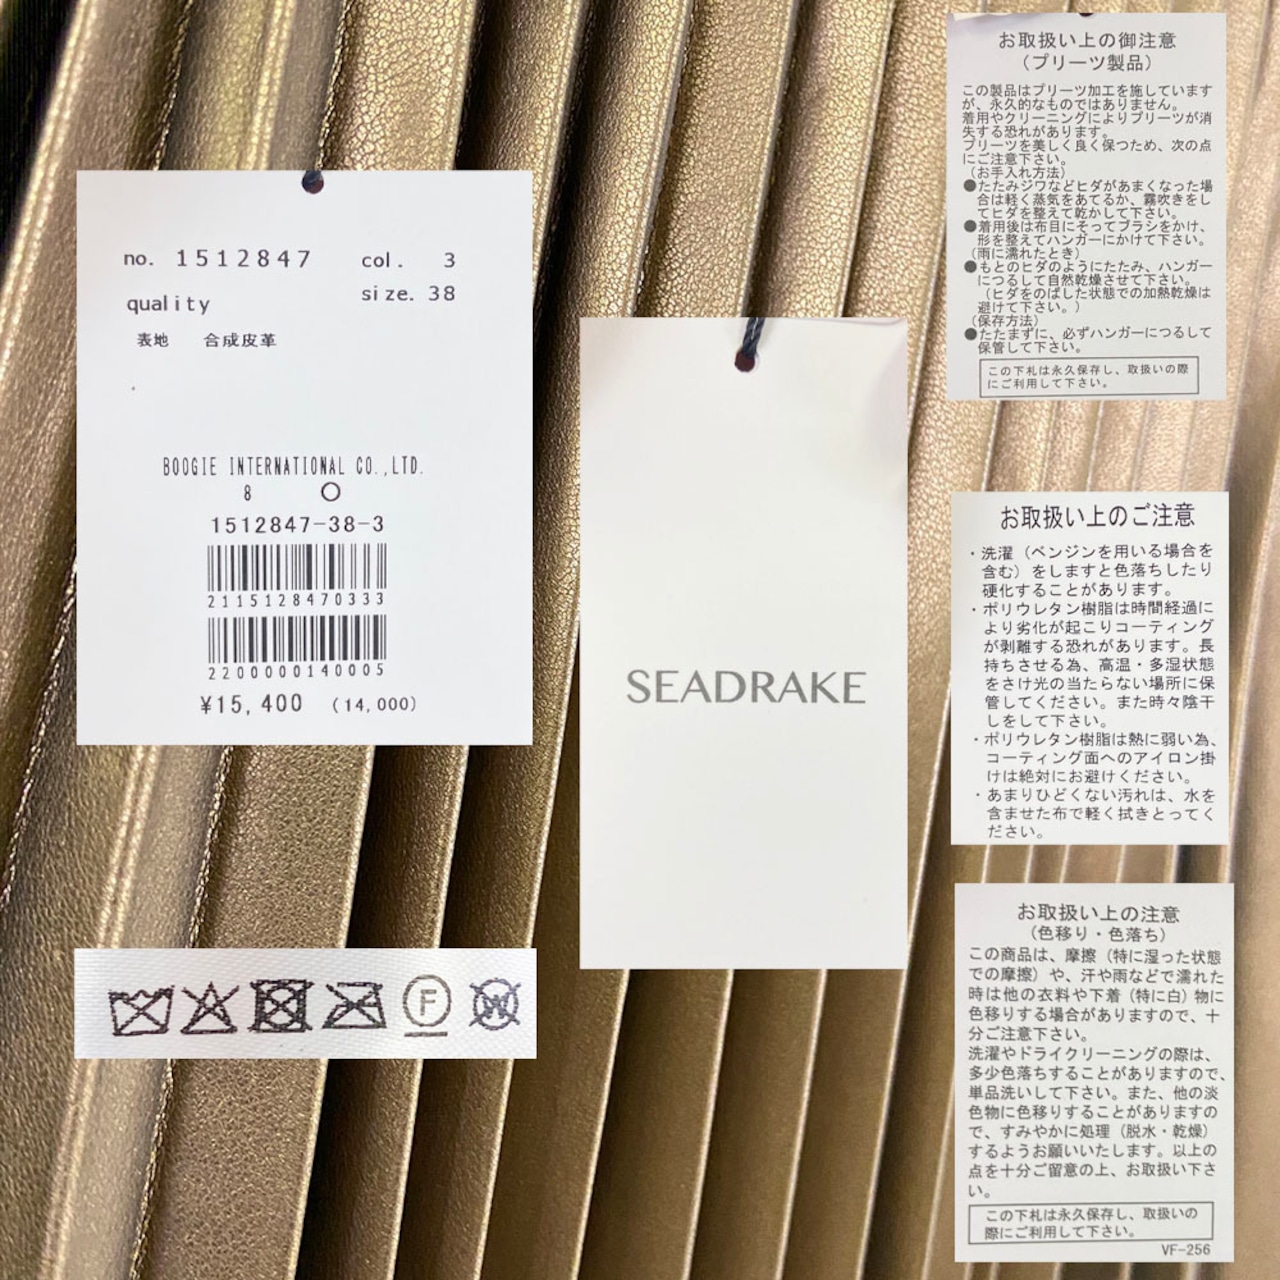 no. 1512847 col. 3
quality size. 38
表地 合成皮革
BOOGIE INTERNATIONAL CO.,LTD.
8 ○
1512847-38-3
2115128470333
2200000140005
¥15,400 (14,000)
SEADRAKE
F
W
お取扱い上の御注意
(プリーツ製品)
この製品はプリーツ加工を施しています
が、永久的なものではありません。
着用やクリーニングによりプリーツが消
失する恐れがあります。
プリーツを美しく良く保つため、次の点
にご注意下さい。
(お手入れ方法)
●たたみジワなどヒダがあまくなった場
合は軽く蒸気をあてるか、霧吹きをし
てヒダを整えて乾かして下さい。
●着用後は布目にそってブラシをかけ、
形を整えてハンガーにかけて下さい。
(雨に濡れたとき)
●もとのヒダのようにたたみ、ハンガー
につるして自然乾燥させて下さい。
(ヒダをのばした状態での加熱乾燥は
避けて下さい。)
(保存方法)
●たたまずに、必ずハンガーにつるして
保管して下さい。
この下札は永久保存し、取扱いの際
にご利用して下さい。
お取扱い上のご注意
・洗濯(ベンジンを用いる場合を
含む)をしますと色落ちしたり
硬化することがあります。
・ポリウレタン樹脂は時間経過に
より劣化が起こりコーティング
が剥離する恐れがあります。長
持ちさせる為、高温・多湿状態
をさけ光の当たらない場所に保
管してください。また時々陰干
しをして下さい。
・ポリウレタン樹脂は熱に弱い為、
コーティング面へのアイロン掛
けは絶対にお避けください。
・あまりひどくない汚れは、水を
含ませた布で軽く拭きとってく
ださい。
お取扱い上の注意
(色移り・色落ち)
この商品は、摩擦(特に湿った状態
での摩擦)や、汗や雨などで濡れた
時は他の衣料や下着(特に白)物に
色移りする場合がありますので、十
分ご注意下さい。
洗濯やドライクリーニングの際は、
多少色落ちすることがありますので、
単品洗いして下さい。また、他の淡
色物に色移りすることがありますの
で、すみやかに処理(脱水・乾燥)
するようお願いいたします。以上の
点を十分ご留意の上、お取扱い下さ
い。
この下札は永久保存し、取扱いの
際にご利用して下さい。
VF-256